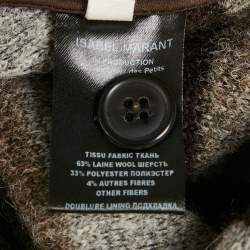 ISABEL MARANT
REPRODUCTION
des Petits
TISSU FABRIC ТКАНЬ
63% LAINE WOOL ШЕРСТЬ
33% POLYESTER ПОЛИЭСТЕР
4% AUTRES FIBRES
OTHER FIBERS
DOUBLURE LINING ПОДКЛАДКА